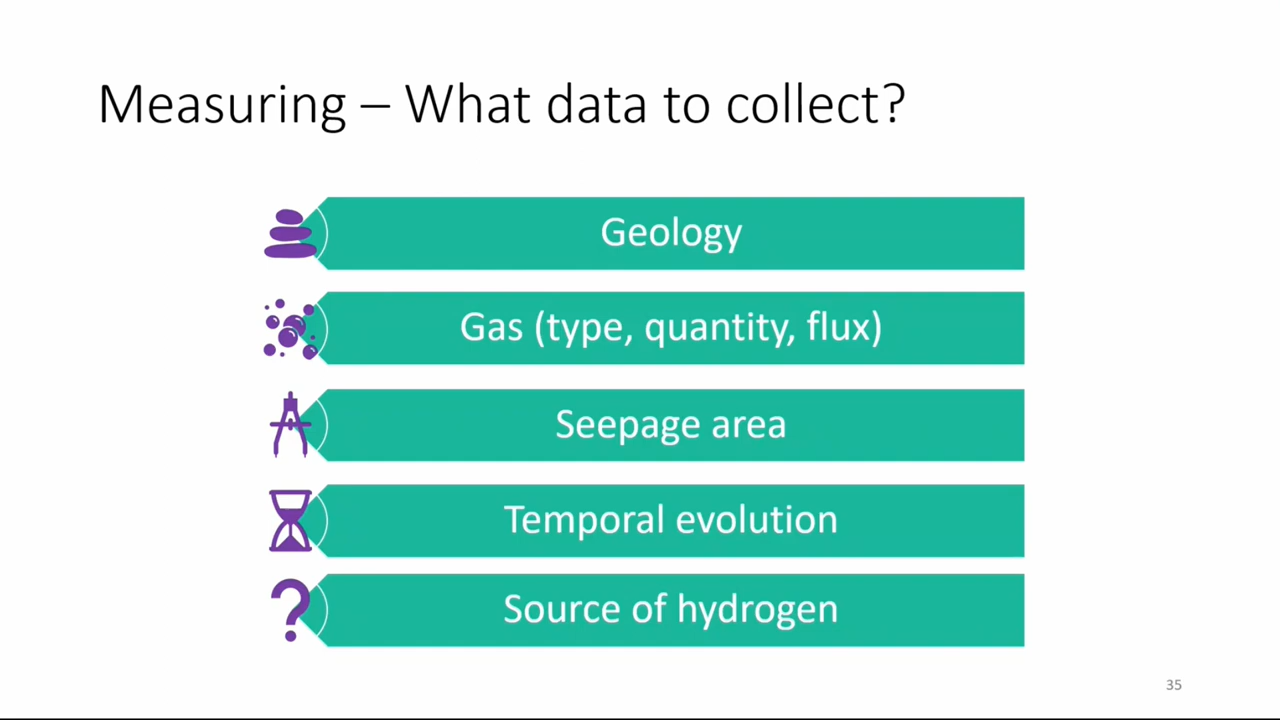 Measuring – What data to collect?
Geology
Gas (type, quantity, flux)
Seepage area
Temporal evolution
Source of hydrogen
35